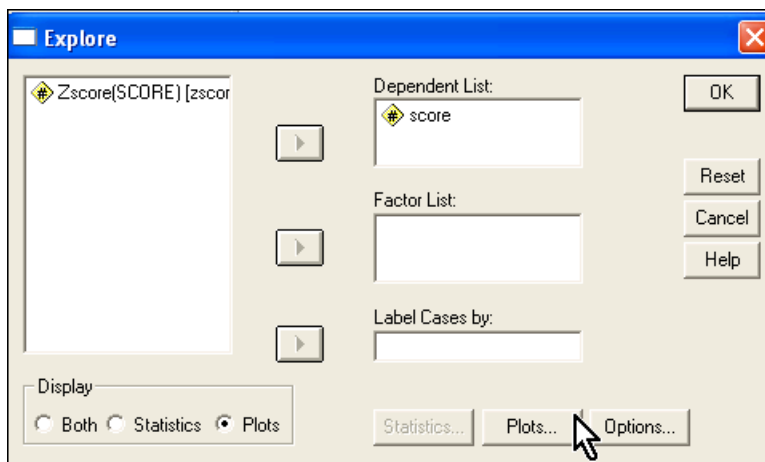 Explore
Zscore(SCORE) [zscor
Dependent List:
score
OK
Reset
Factor List:
Cancel
Help
Label Cases by:
Display
Both Statistics Plots
Statistics... Plots... Options...